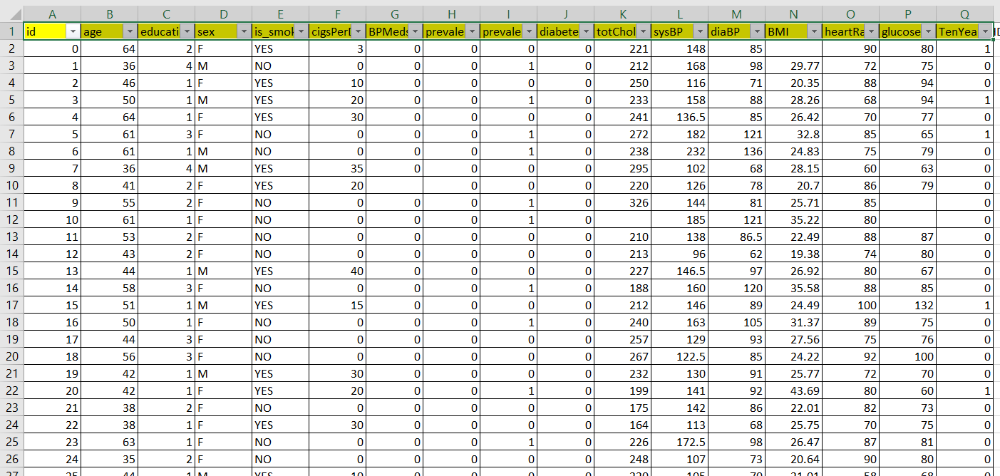 A B C D E F G H I J K L M N O P Q
1 id age educati sex is_smok cigsPerD BPMeds prevale prevale diabete totChol sysBP diaBP BMI heartRa glucose TenYea
2 0 64 2 F YES 3 0 0 0 0 221 148 85 90 80 1
3 1 36 4 M NO 0 0 0 1 0 212 168 98 29.77 72 75 0
4 2 46 1 F YES 10 0 0 0 0 250 116 71 20.35 88 94 0
5 3 50 1 M YES 20 0 0 1 0 233 158 88 28.26 68 94 1
6 4 64 1 F YES 30 0 0 0 0 241 136.5 85 26.42 70 77 0
7 5 61 3 F NO 0 0 0 1 0 272 182 121 32.8 85 65 1
8 6 61 1 M NO 0 0 0 1 0 238 232 136 24.83 75 79 0
9 7 36 4 M YES 35 0 0 0 0 295 102 68 28.15 60 63 0
10 8 41 2 F YES 20 0 0 0 220 126 78 20.7 86 79 0
11 9 55 2 F NO 0 0 0 1 0 326 144 81 25.71 85 0
12 10 61 1 F NO 0 0 0 1 0 185 121 35.22 80 0
13 11 53 2 F NO 0 0 0 0 0 210 138 86.5 22.49 88 87 0
14 12 43 2 F NO 0 0 0 0 0 213 96 62 19.38 74 80 0
15 13 44 1 M YES 40 0 0 0 0 227 146.5 97 26.92 80 67 0
16 14 58 3 F NO 0 0 0 1 0 188 160 120 35.58 88 85 0
17 15 51 1 M YES 15 0 0 0 0 212 146 89 24.49 100 132 1
18 16 50 1 F NO 0 0 0 1 0 240 163 105 31.37 89 75 0
19 17 44 3 F NO 0 0 0 0 0 257 129 93 27.56 75 76 0
20 18 56 3 F NO 0 0 0 0 0 267 122.5 85 24.22 92 100 0
21 19 42 1 M YES 30 0 0 0 0 232 130 91 25.77 72 70 0
22 20 42 1 F YES 20 0 0 1 0 199 141 92 43.69 80 60 1
23 21 38 2 F NO 0 0 0 0 0 175 142 86 22.01 82 73 0
24 22 38 1 F YES 30 0 0 0 0 164 113 68 25.75 70 75 0
25 23 63 1 F NO 0 0 0 1 0 226 172.5 98 26.47 87 81 0
26 24 35 2 F NO 0 0 0 0 0 248 107 73 20.64 90 80 0
27 25 44 1 M YES 10 0 0 0 0